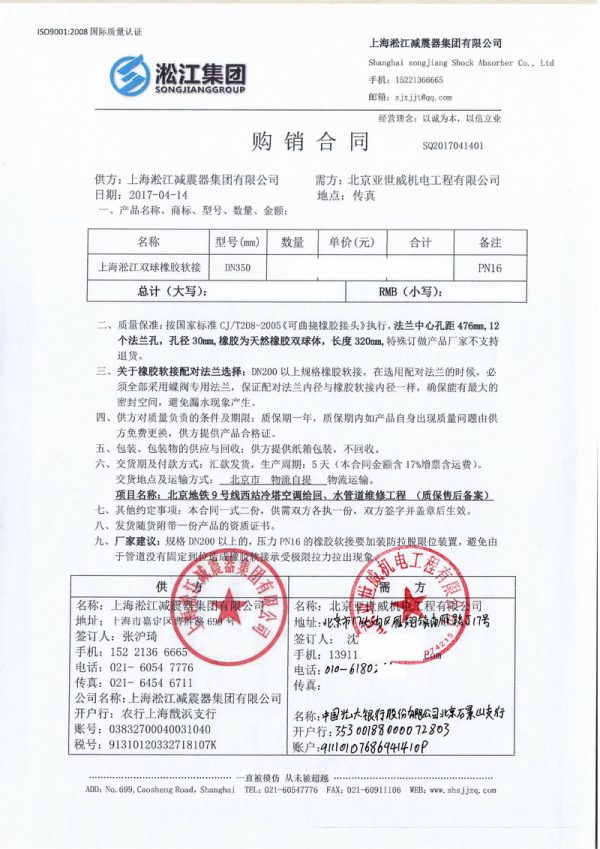 ISO9001:2008 国际质量认证
淞江集团
SONGJIANGGROUP
上海淞江减震器集团有限公司
Shanghai songjiang Shock Absorber Co., Ltd
手机: 15221366665
邮箱: sjxjjt@qq.com
经营理念: 以诚为本, 以信立业
购销合同
SQ2017041401
供方: 上海淞江减震器集团有限公司 需方: 北京亚世威机电工程有限公司
日期: 2017-04-14 地点: 传真
一、产品名称、商标、型号、数量、金额:
名称 型号(mm) 数量 单价(元) 合计 备注
上海淞江双球橡胶软接 DN350 PN16
总计（大写）: RMB（小写）:
二、质量保准: 按国家标准 CJ/T208-2005《可曲挠橡胶接头》执行, 法兰中心孔距 476mm, 12
个法兰孔, 孔径 30mm, 橡胶为天然橡胶双球体, 长度 320mm, 特殊订做产品厂家不支持
退货。
三、关于橡胶软接配对法兰选择: DN200 以上规格橡胶软接, 在选用配对法兰的时候, 必
须全部采用蝶阀专用法兰, 保证配对法兰内径与橡胶软接内径一样, 确保能有最大的
密封空间, 避免漏水现象产生。
四、供方对质量负责的条件及期限: 质保期一年, 质保期内如产品自身出现质量问题由供
方免费更换, 供方提供产品合格证。
五、包装、包装物的供应与回收: 供方提供纸箱包装, 不回收。
六、交货期及付款方式: 汇款发货, 生产周期: 5 天（本合同金额含 17%增票含运费）。
交货地点及运输方式: 北京市 物流自提 物流运输。
项目名称: 北京地铁 9 号线西站冷塔空调给回、水管道维修工程（质保售后备案）
七、其他约定事项: 本合同一式二份, 供需双方各执一份, 双方签字并盖章后生效。
八、发货随货附带一份产品的资质证书。
九、厂家建议: 规格 DN200 以上的, 压力 PN16 的橡胶软接要加装防拉脱限位装置, 避免由
于管道没有固定到位造成橡胶软接承受极限拉力拉出现象。
供 方
名称: 上海淞江减震器集团有限公司
地址: 上海市嘉定区曹胜路 699 号
签订人: 张沪琦
手机: 152 2136 6665
电话: 021- 6054 7776
传真: 021- 6454 6711
公司名称: 上海淞江减震器集团有限公司
开户行: 农行上海戬浜支行
账号: 03832700040031040
税号: 91310120332718107K
需 方
名称: 北京亚世威机电工程有限公司
地址: 北京市
签订人: 沈
手机: 13911
电话: 010-6180
传真:
名称: 中国光大银行股份有限公司北京石景山支行
开户行: 35300188000072803
账户: 91110107686941410P
一直被模仿 从未被超越
ADD: No.699, Caosheng Road, Shanghai TEL: 021-60547776 FAX: 021-60911106 WEB: www.shsjjzq.com